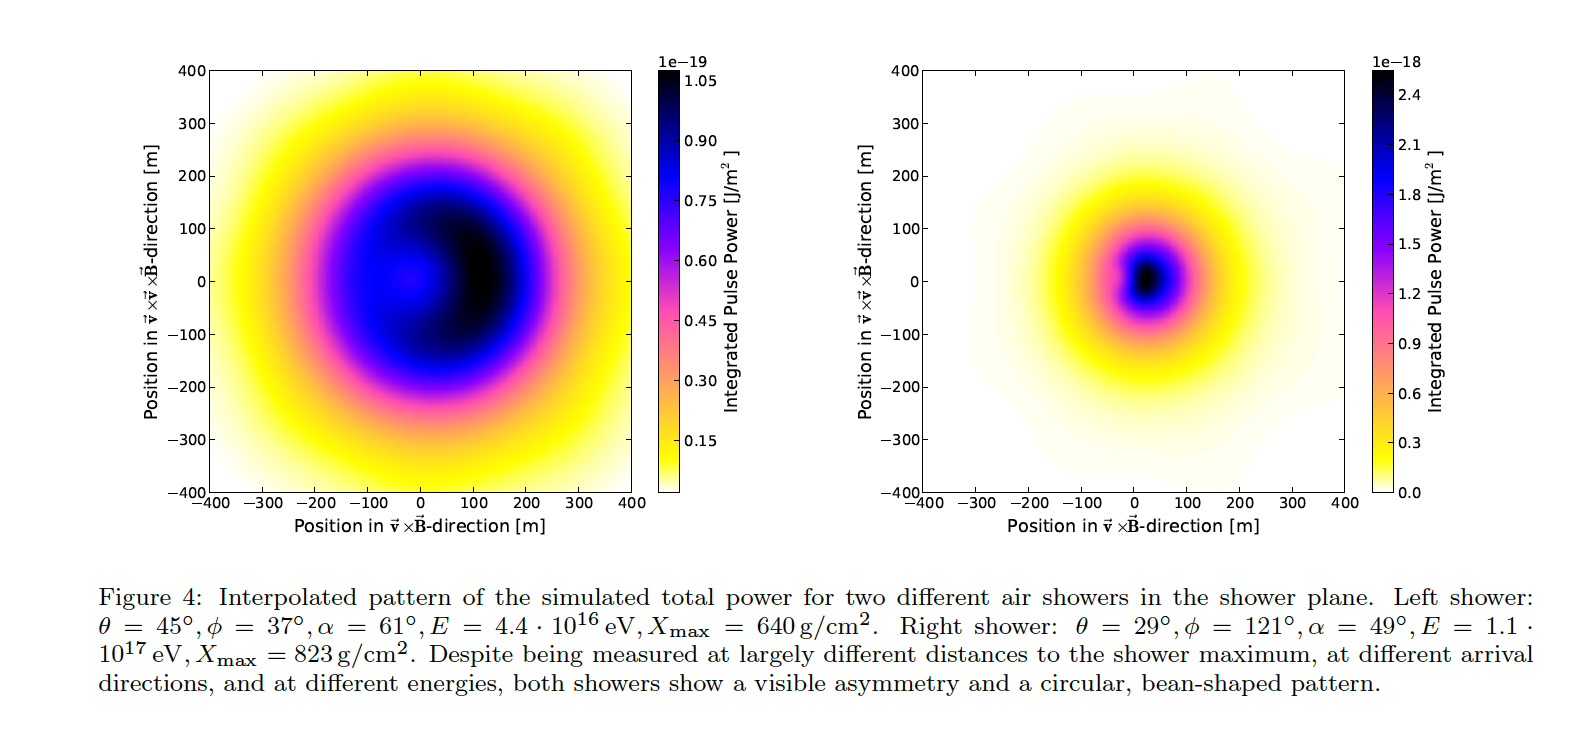 1e−19
1e−18
400
300
200
100
0
−100
−200
−300
−400
−400 −300 −200 −100 0 100 200 300 400
Position in v⃗×v⃗×B⃗-direction [m]
Position in v⃗×B⃗-direction [m]
1.05
0.90
0.75
0.60
0.45
0.30
0.15
Integrated Pulse Power [J/m² ]
400
300
200
100
0
−100
−200
−300
−400
−400 −300 −200 −100 0 100 200 300 400
Position in v⃗×v⃗×B⃗-direction [m]
Position in v⃗×B⃗-direction [m]
2.4
2.1
1.8
1.5
1.2
0.9
0.6
0.3
0.0
Integrated Pulse Power [J/m² ]
Figure 4: Interpolated pattern of the simulated total power for two different air showers in the shower plane. Left shower:
θ = 45°, ϕ = 37°, α = 61°, E = 4.4 · 10¹⁶ eV, Xmax = 640 g/cm². Right shower: θ = 29°, ϕ = 121°, α = 49°, E = 1.1 ·
10¹⁷ eV, Xmax = 823 g/cm². Despite being measured at largely different distances to the shower maximum, at different arrival
directions, and at different energies, both showers show a visible asymmetry and a circular, bean-shaped pattern.